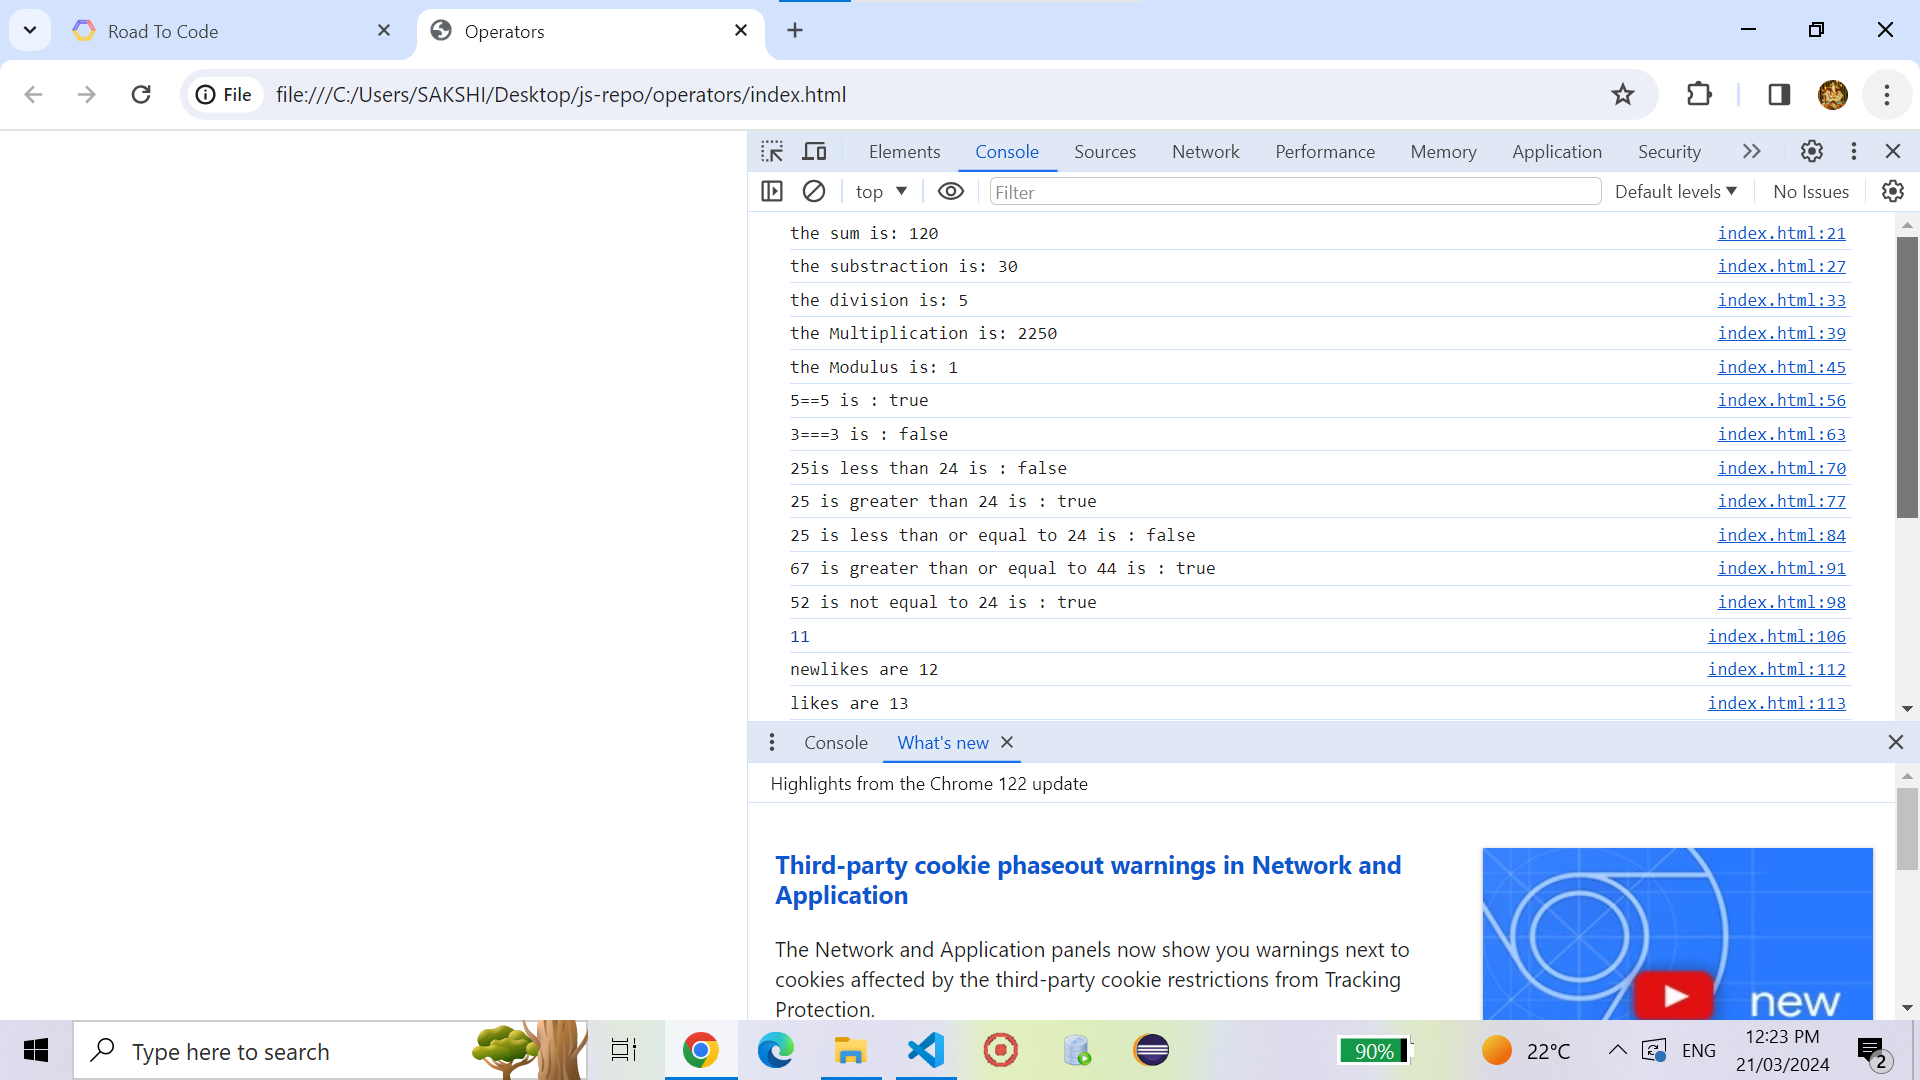 Road To Code
Operators
File
file:///C:/Users/SAKSHI/Desktop/js-repo/operators/index.html
Elements Console Sources Network Performance Memory Application Security
top Filter Default levels No Issues
the sum is: 120 index.html:21
the substraction is: 30 index.html:27
the division is: 5 index.html:33
the Multiplication is: 2250 index.html:39
the Modulus is: 1 index.html:45
5==5 is : true index.html:56
3===3 is : false index.html:63
25is less than 24 is : false index.html:70
25 is greater than 24 is : true index.html:77
25 is less than or equal to 24 is : false index.html:84
67 is greater than or equal to 44 is : true index.html:91
52 is not equal to 24 is : true index.html:98
11 index.html:106
newlikes are 12 index.html:112
likes are 13 index.html:113
Console What's new
Highlights from the Chrome 122 update
Third-party cookie phaseout warnings in Network and
Application
The Network and Application panels now show you warnings next to
cookies affected by the third-party cookie restrictions from Tracking
Protection.
new
Type here to search
90%
22°C
ENG
12:23 PM
21/03/2024
2